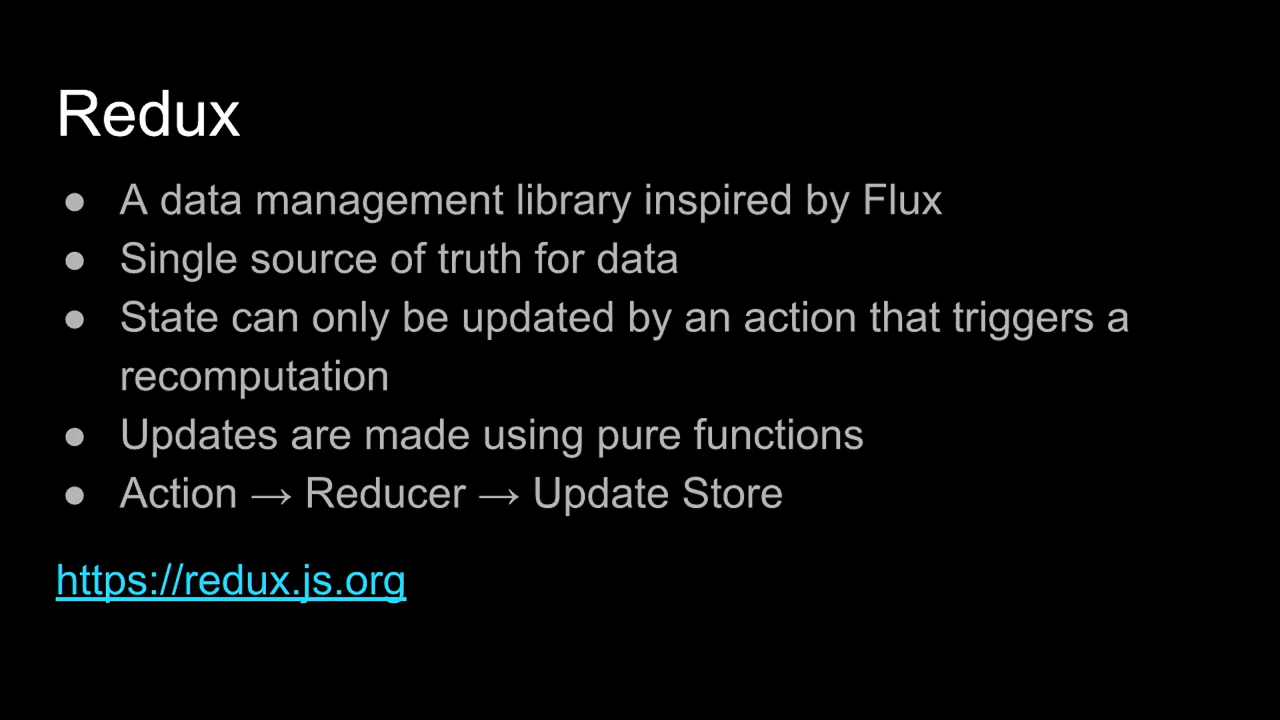 Redux
● A data management library inspired by Flux
● Single source of truth for data
● State can only be updated by an action that triggers a
recomputation
● Updates are made using pure functions
● Action → Reducer → Update Store
https://redux.js.org